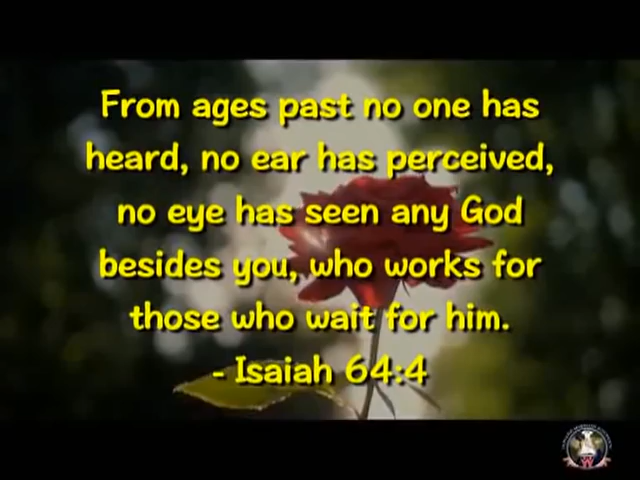 From ages past no one has
heard, no ear has perceived,
no eye has seen any God
besides you, who works for
those who wait for him.
- Isaiah 64:4